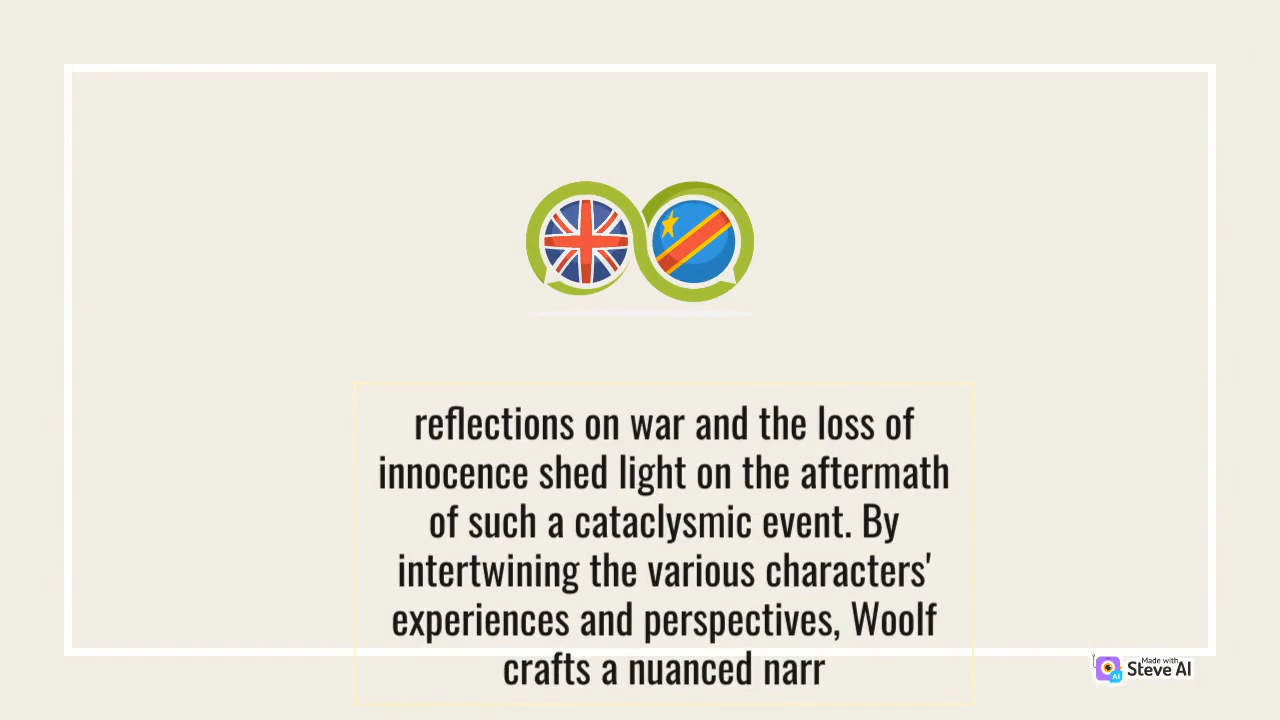 reflections on war and the loss of
innocence shed light on the aftermath
of such a cataclysmic event. By
intertwining the various characters'
experiences and perspectives, Woolf
crafts a nuanced narr
Made with
Steve AI
AI